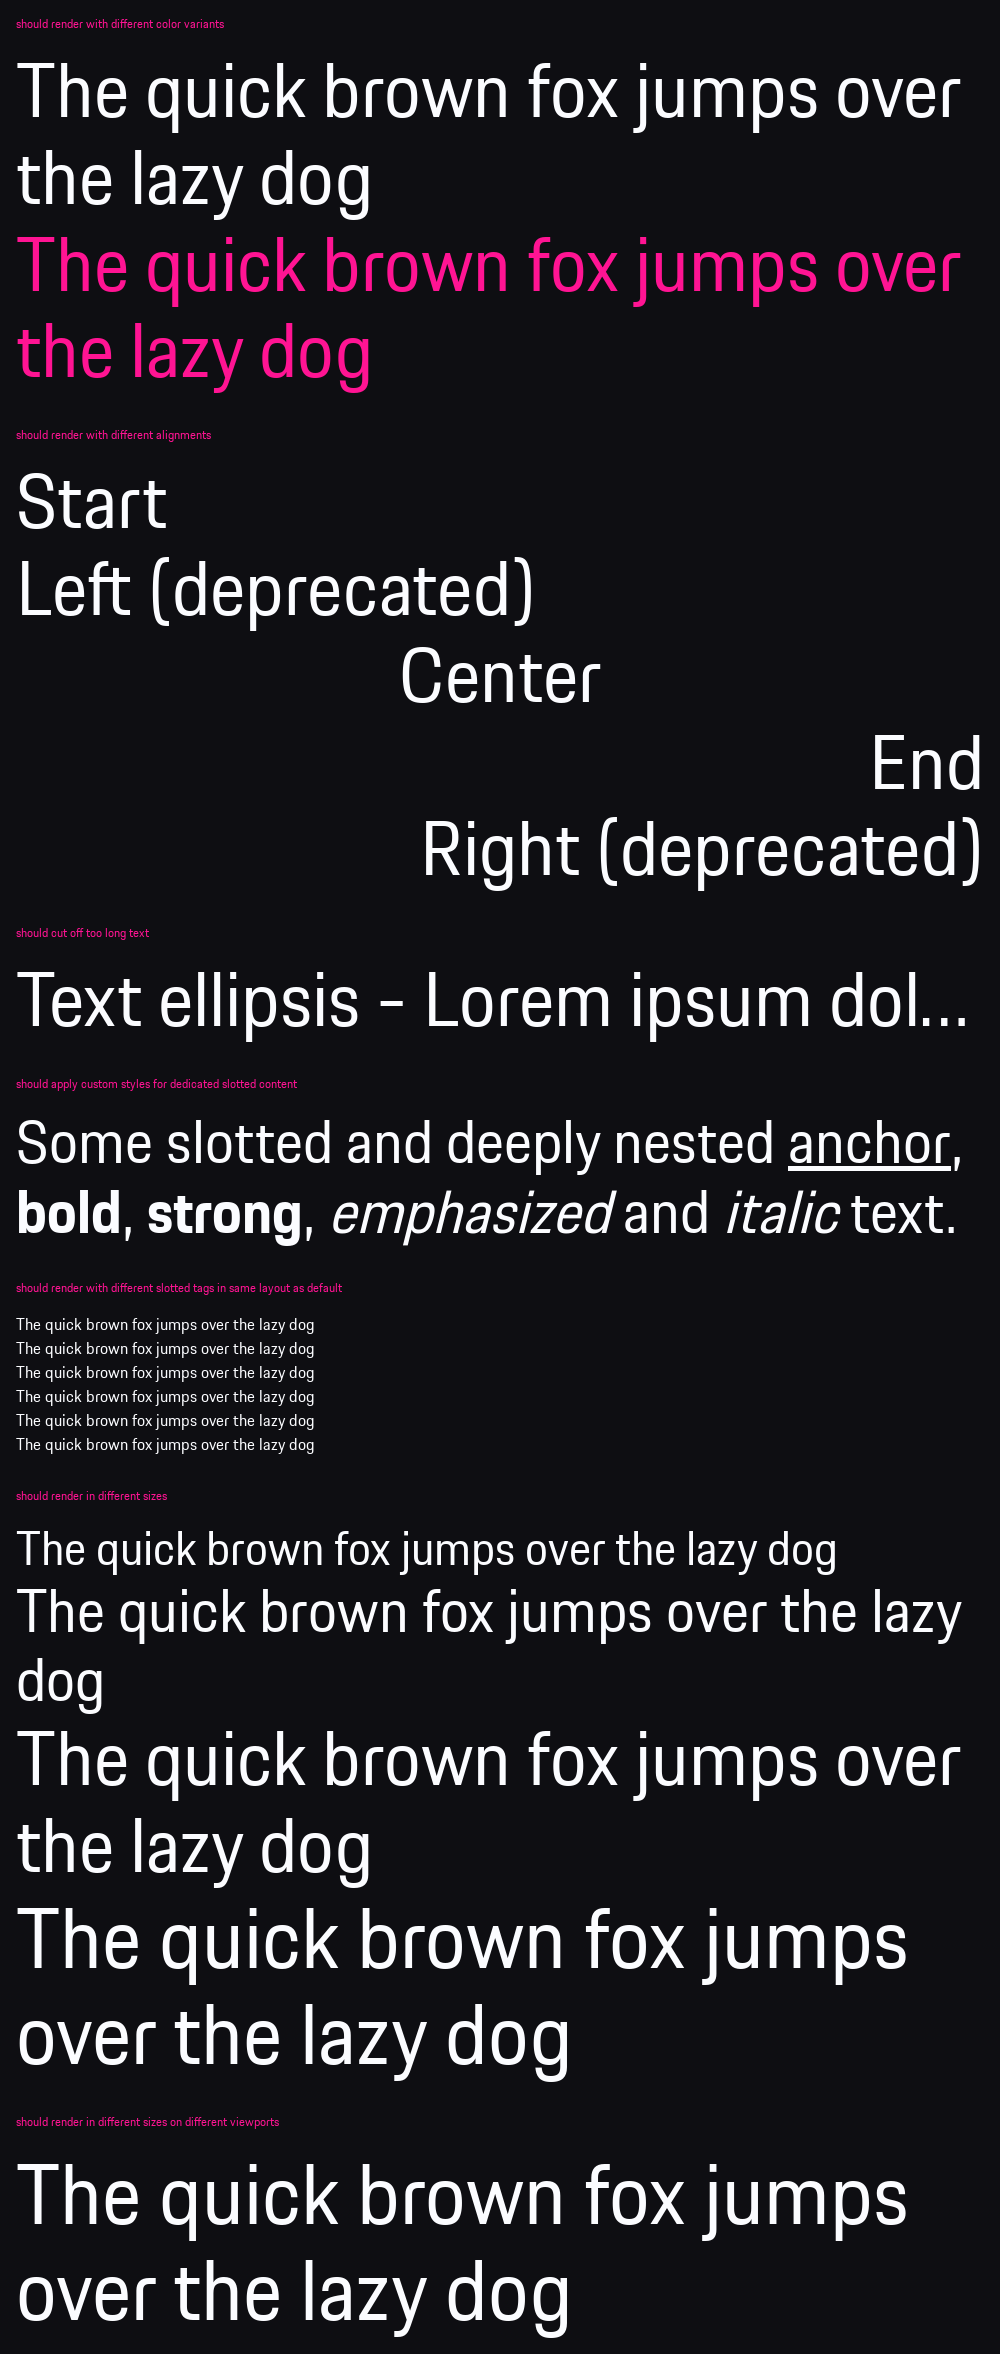 should render with different color variants
The quick brown fox jumps over
the lazy dog
The quick brown fox jumps over
the lazy dog
should render with different alignments
Start
Left (deprecated)
Center
End
Right (deprecated)
should cut off too long text
Text ellipsis - Lorem ipsum dol...
should apply custom styles for dedicated slotted content
Some slotted and deeply nested anchor,
bold, strong, emphasized and italic text.
should render with different slotted tags in same layout as default
The quick brown fox jumps over the lazy dog
The quick brown fox jumps over the lazy dog
The quick brown fox jumps over the lazy dog
The quick brown fox jumps over the lazy dog
The quick brown fox jumps over the lazy dog
The quick brown fox jumps over the lazy dog
should render in different sizes
The quick brown fox jumps over the lazy dog
The quick brown fox jumps over the lazy
dog
The quick brown fox jumps over
the lazy dog
The quick brown fox jumps
over the lazy dog
should render in different sizes on different viewports
The quick brown fox jumps
over the lazy dog